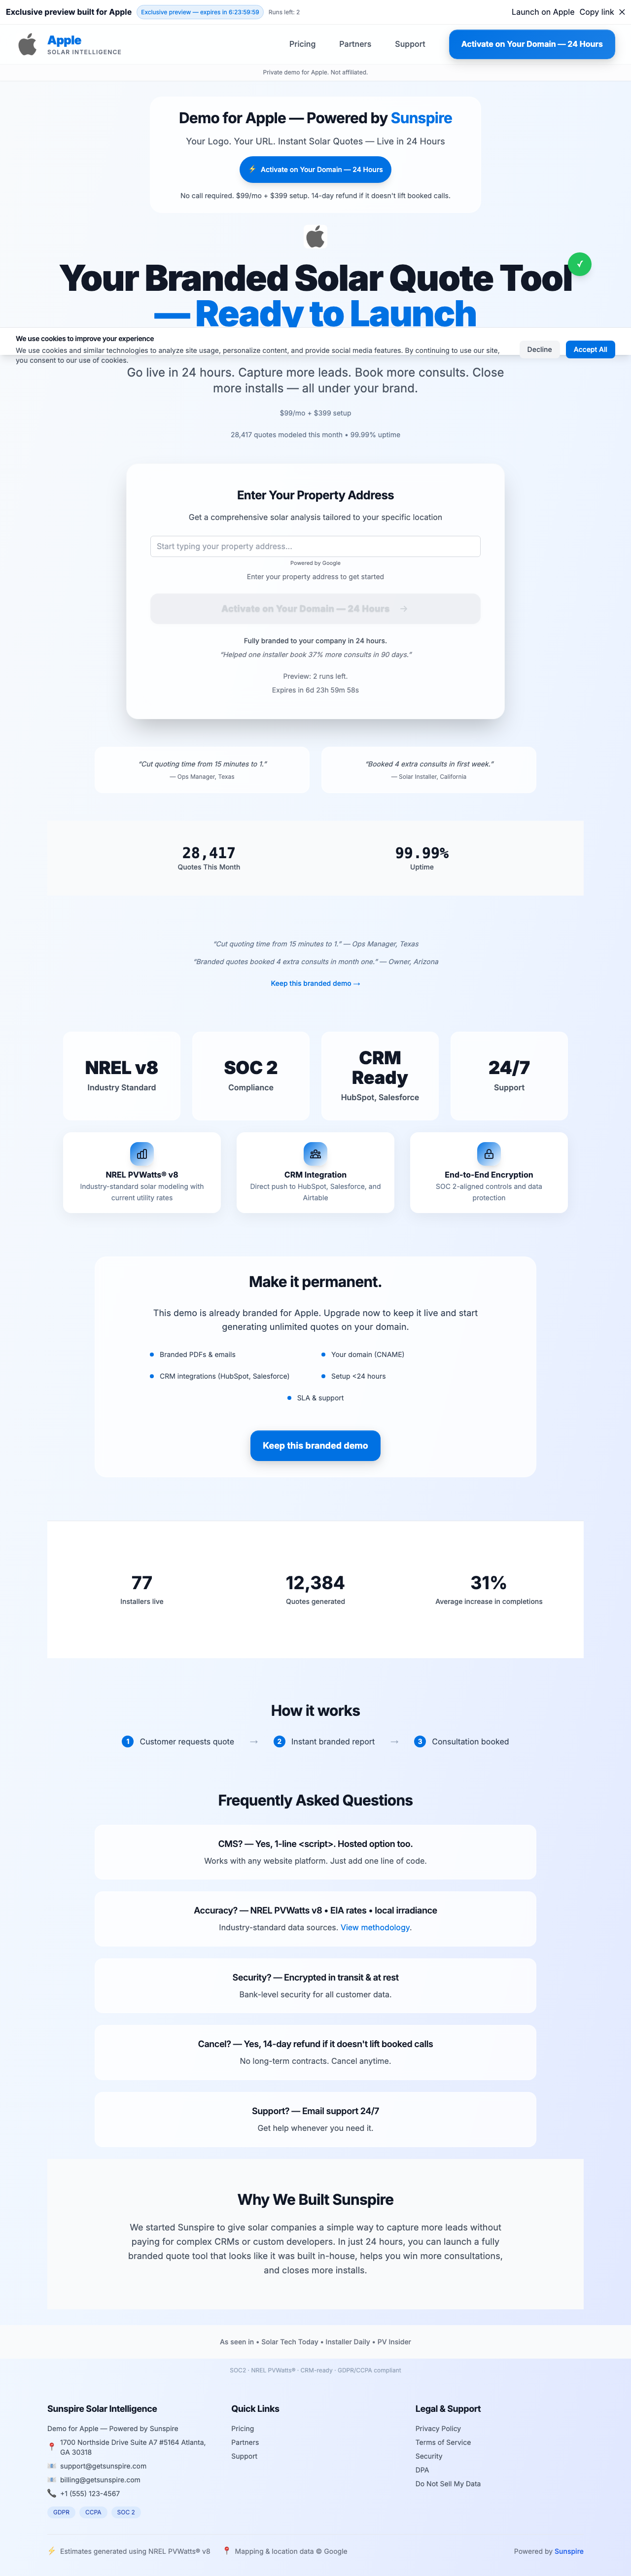 Exclusive preview built for Apple
Exclusive preview — expires in 6:23:59:59
Runs left: 2
Launch on Apple
Copy link
✕
Apple
SOLAR INTELLIGENCE
Pricing
Partners
Support
Activate on Your Domain — 24 Hours
Private demo for Apple. Not affiliated.
Demo for Apple — Powered by Sunspire
Your Logo. Your URL. Instant Solar Quotes — Live in 24 Hours
⚡ Activate on Your Domain — 24 Hours
No call required. $99/mo + $399 setup. 14-day refund if it doesn't lift booked calls.
Your Branded Solar Quote Tool
✓
— Ready to Launch
We use cookies to improve your experience
We use cookies and similar technologies to analyze site usage, personalize content, and provide social media features. By continuing to use our site,
you consent to our use of cookies.
Decline
Accept All
Go live in 24 hours. Capture more leads. Book more consults. Close
more installs — all under your brand.
$99/mo + $399 setup
28,417 quotes modeled this month • 99.99% uptime
Enter Your Property Address
Get a comprehensive solar analysis tailored to your specific location
Start typing your property address...
Powered by Google
Enter your property address to get started
Activate on Your Domain — 24 Hours →
Fully branded to your company in 24 hours.
“Helped one installer book 37% more consults in 90 days.”
Preview: 2 runs left.
Expires in 6d 23h 59m 58s
“Cut quoting time from 15 minutes to 1.”
— Ops Manager, Texas
“Booked 4 extra consults in first week.”
— Solar Installer, California
28,417
Quotes This Month
99.99%
Uptime
“Cut quoting time from 15 minutes to 1.” — Ops Manager, Texas
“Branded quotes booked 4 extra consults in month one.” — Owner, Arizona
Keep this branded demo →
NREL v8
Industry Standard
SOC 2
Compliance
CRM
Ready
HubSpot, Salesforce
24/7
Support
NREL PVWatts® v8
Industry-standard solar modeling with
current utility rates
CRM Integration
Direct push to HubSpot, Salesforce, and
Airtable
End-to-End Encryption
SOC 2-aligned controls and data
protection
Make it permanent.
This demo is already branded for Apple. Upgrade now to keep it live and start
generating unlimited quotes on your domain.
Branded PDFs & emails
Your domain (CNAME)
CRM integrations (HubSpot, Salesforce)
Setup <24 hours
SLA & support
Keep this branded demo
77
Installers live
12,384
Quotes generated
31%
Average increase in completions
How it works
1 Customer requests quote → 2 Instant branded report → 3 Consultation booked
Frequently Asked Questions
CMS? — Yes, 1-line <script>. Hosted option too.
Works with any website platform. Just add one line of code.
Accuracy? — NREL PVWatts v8 • EIA rates • local irradiance
Industry-standard data sources. View methodology.
Security? — Encrypted in transit & at rest
Bank-level security for all customer data.
Cancel? — Yes, 14-day refund if it doesn't lift booked calls
No long-term contracts. Cancel anytime.
Support? — Email support 24/7
Get help whenever you need it.
Why We Built Sunspire
We started Sunspire to give solar companies a simple way to capture more leads without
paying for complex CRMs or custom developers. In just 24 hours, you can launch a fully
branded quote tool that looks like it was built in-house, helps you win more consultations,
and closes more installs.
As seen in • Solar Tech Today • Installer Daily • PV Insider
SOC2 · NREL PVWatts® · CRM-ready · GDPR/CCPA compliant
Sunspire Solar Intelligence
Demo for Apple — Powered by Sunspire
1700 Northside Drive Suite A7 #5164 Atlanta,
GA 30318
support@getsunspire.com
billing@getsunspire.com
+1 (555) 123-4567
GDPR
CCPA
SOC 2
Quick Links
Pricing
Partners
Support
Legal & Support
Privacy Policy
Terms of Service
Security
DPA
Do Not Sell My Data
⚡ Estimates generated using NREL PVWatts® v8
Mapping & location data © Google
Powered by Sunspire